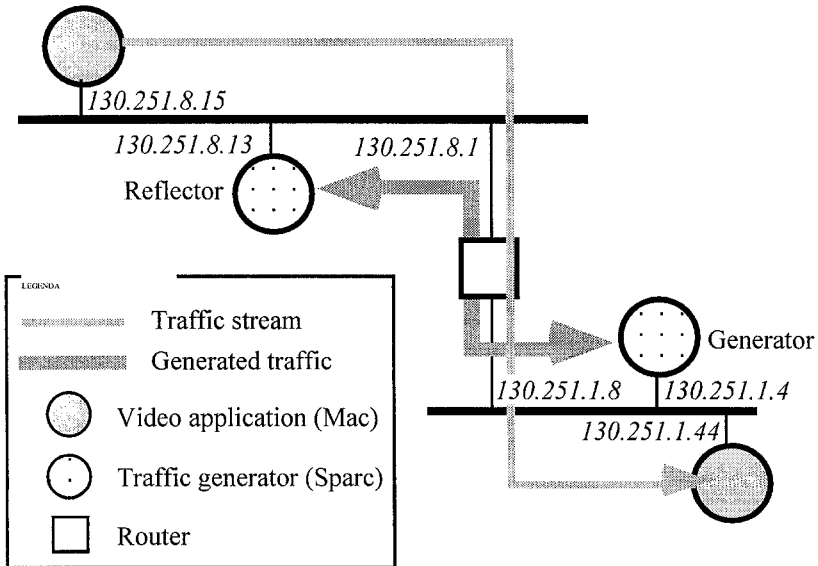 130.251.8.15
130.251.8.13
130.251.8.1
Reflector
LEGENDA
Traffic stream
Generated traffic
Video application (Mac)
Traffic generator (Sparc)
Router
Generator
130.251.1.8
130.251.1.4
130.251.1.44